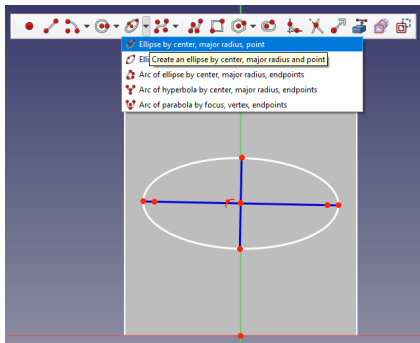 Ellipse by center, major radius, point
Elli
Create an ellipse by center, major radius and point
Arc of ellipse by center, major radius, endpoints
Arc of hyperbola by center, major radius, endpoints
Arc of parabola by focus, vertex, endpoints